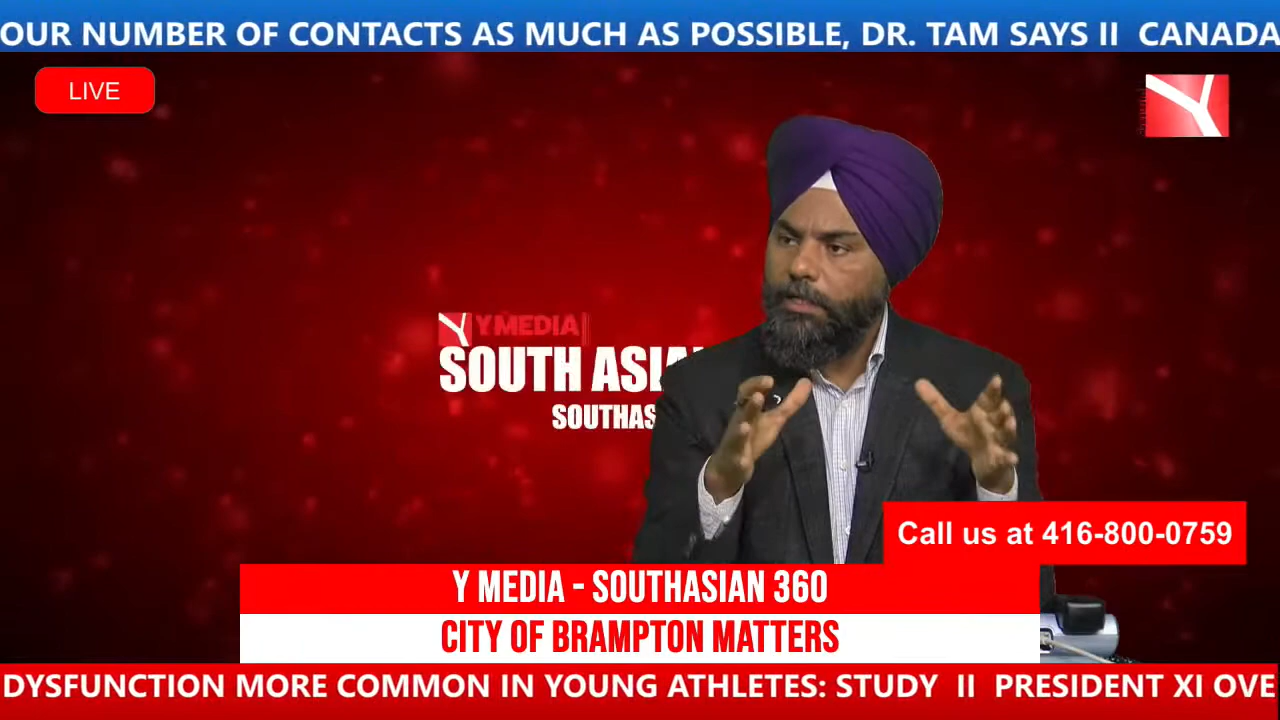 OUR NUMBER OF CONTACTS AS MUCH AS POSSIBLE, DR. TAM SAYS II CANADA
LIVE
Y MEDIA
SOUTH ASIAN
SOUTHAS
Call us at 416-800-0759
Y MEDIA - SOUTHASIAN 360
CITY OF BRAMPTON MATTERS
DYSFUNCTION MORE COMMON IN YOUNG ATHLETES: STUDY II PRESIDENT XI OVE